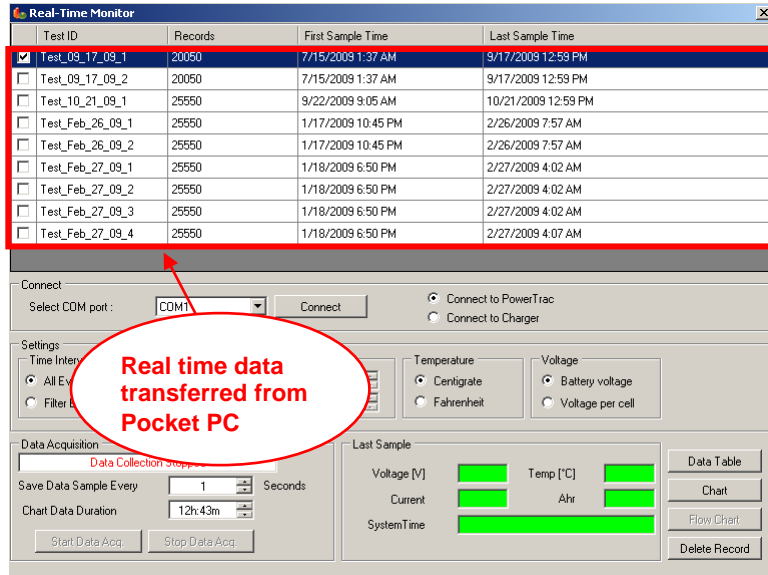 Real-Time Monitor
Test ID Records First Sample Time Last Sample Time
Test_09_17_09_1 20050 7/15/2009 1:37 AM 9/17/2009 12:59 PM
Test_09_17_09_2 20050 7/15/2009 1:37 AM 9/17/2009 12:59 PM
Test_10_21_09_1 25550 9/22/2009 9:05 AM 10/21/2009 12:59 PM
Test_Feb_26_09_1 25550 1/17/2009 10:45 PM 2/26/2009 7:57 AM
Test_Feb_26_09_2 25550 1/17/2009 10:45 PM 2/26/2009 7:57 AM
Test_Feb_27_09_1 25550 1/18/2009 6:50 PM 2/27/2009 4:02 AM
Test_Feb_27_09_2 25550 1/18/2009 6:50 PM 2/27/2009 4:02 AM
Test_Feb_27_09_3 25550 1/18/2009 6:50 PM 2/27/2009 4:02 AM
Test_Feb_27_09_4 25550 1/18/2009 6:50 PM 2/27/2009 4:07 AM
Connect
Select COM port : COM1 Connect
Connect to PowerTrac
Connect to Charger
Settings
Time Temperature Voltage
All Centigrate Battery voltage
Filter Fahrenheit Voltage per cell
Real time data
transferred from
Pocket PC
Data Acquisition
Data Collection Stopped
Save Data Sample Every 1 Seconds
Chart Data Duration 12h:43m
Start Data Acq. Stop Data Acq.
Last Sample
Voltage [V] Temp [°C]
Current Ahr
SystemTime
Data Table
Chart
Flow Chart
Delete Record